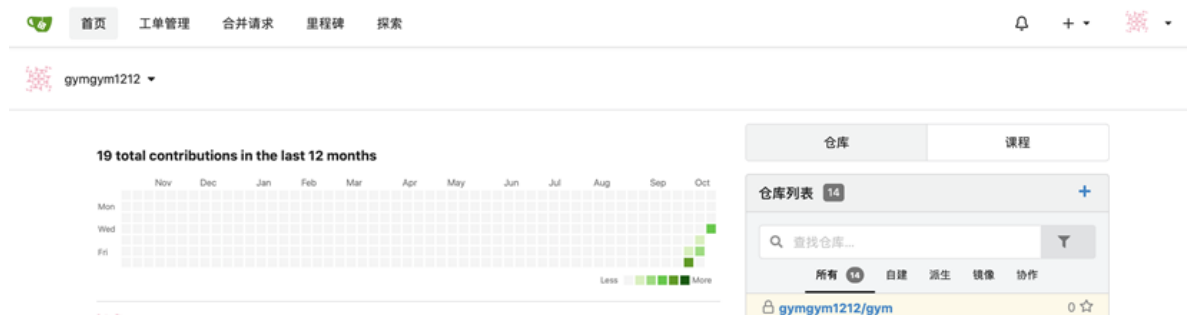 首页 工单管理 合并请求 里程碑 探索
gymgym1212
19 total contributions in the last 12 months
Nov Dec Jan Feb Mar Apr May Jun Jul Aug Sep Oct
Mon
Wed
Fri
Less More
仓库 课程
仓库列表 14
查找仓库...
所有 14 自建 派生 镜像 协作
gymgym1212/gym 0